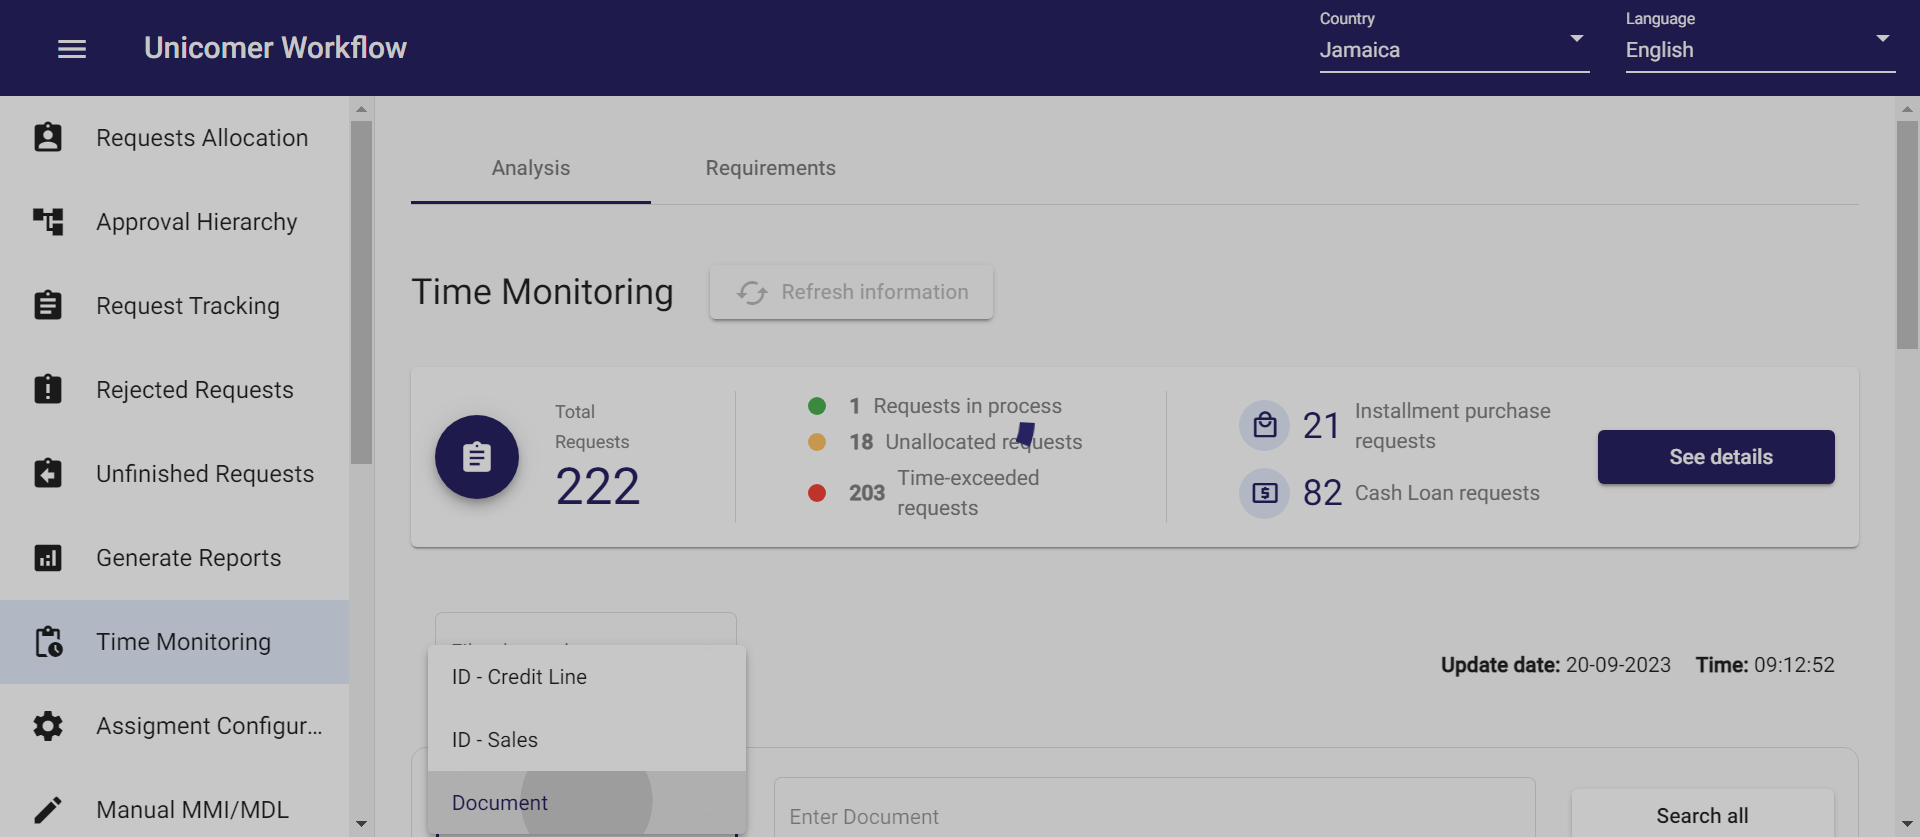 Unicomer Workflow
Country
Jamaica
Language
English
Requests Allocation
Approval Hierarchy
Request Tracking
Rejected Requests
Unfinished Requests
Generate Reports
Time Monitoring
Assigment Configur...
Manual MMI/MDL
Analysis
Requirements
Time Monitoring
Refresh information
Total
Requests
222
1 Requests in process
18 Unallocated requests
203 Time-exceeded
requests
21 Installment purchase
requests
82 Cash Loan requests
See details
Update date: 20-09-2023 Time: 09:12:52
ID - Credit Line
ID - Sales
Document
Enter Document
Search all